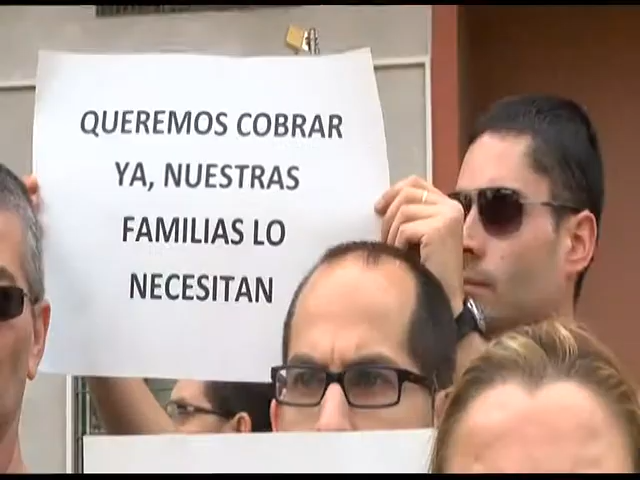 QUEREMOS COBRAR
YA, NUESTRAS
FAMILIAS LO
NECESITAN